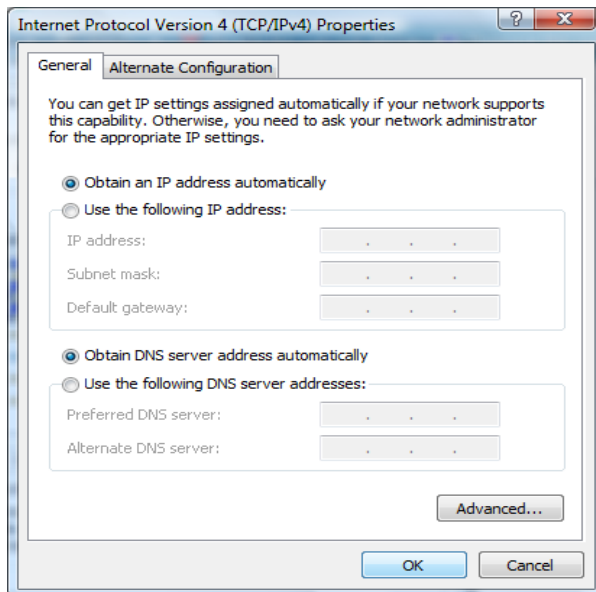 Internet Protocol Version 4 (TCP/IPv4) Properties
General
Alternate Configuration
You can get IP settings assigned automatically if your network supports
this capability. Otherwise, you need to ask your network administrator
for the appropriate IP settings.
Obtain an IP address automatically
Use the following IP address:
IP address:
Subnet mask:
Default gateway:
Obtain DNS server address automatically
Use the following DNS server addresses:
Preferred DNS server:
Alternate DNS server:
Advanced...
OK
Cancel